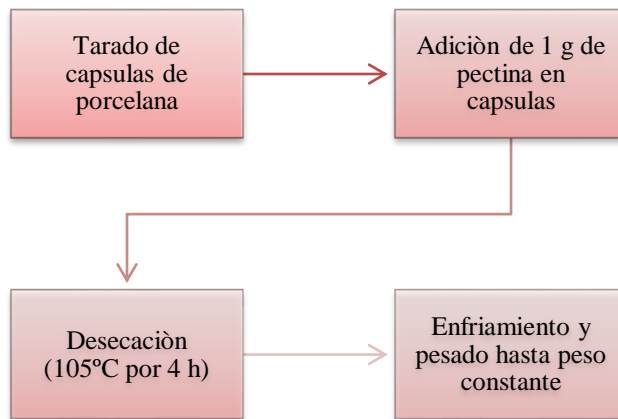 Tarado de
capsulas de
porcelana
Adiciòn de 1 g de
pectina en
capsulas
Desecaciòn
(105ºC por 4 h)
Enfriamiento y
pesado hasta peso
constante